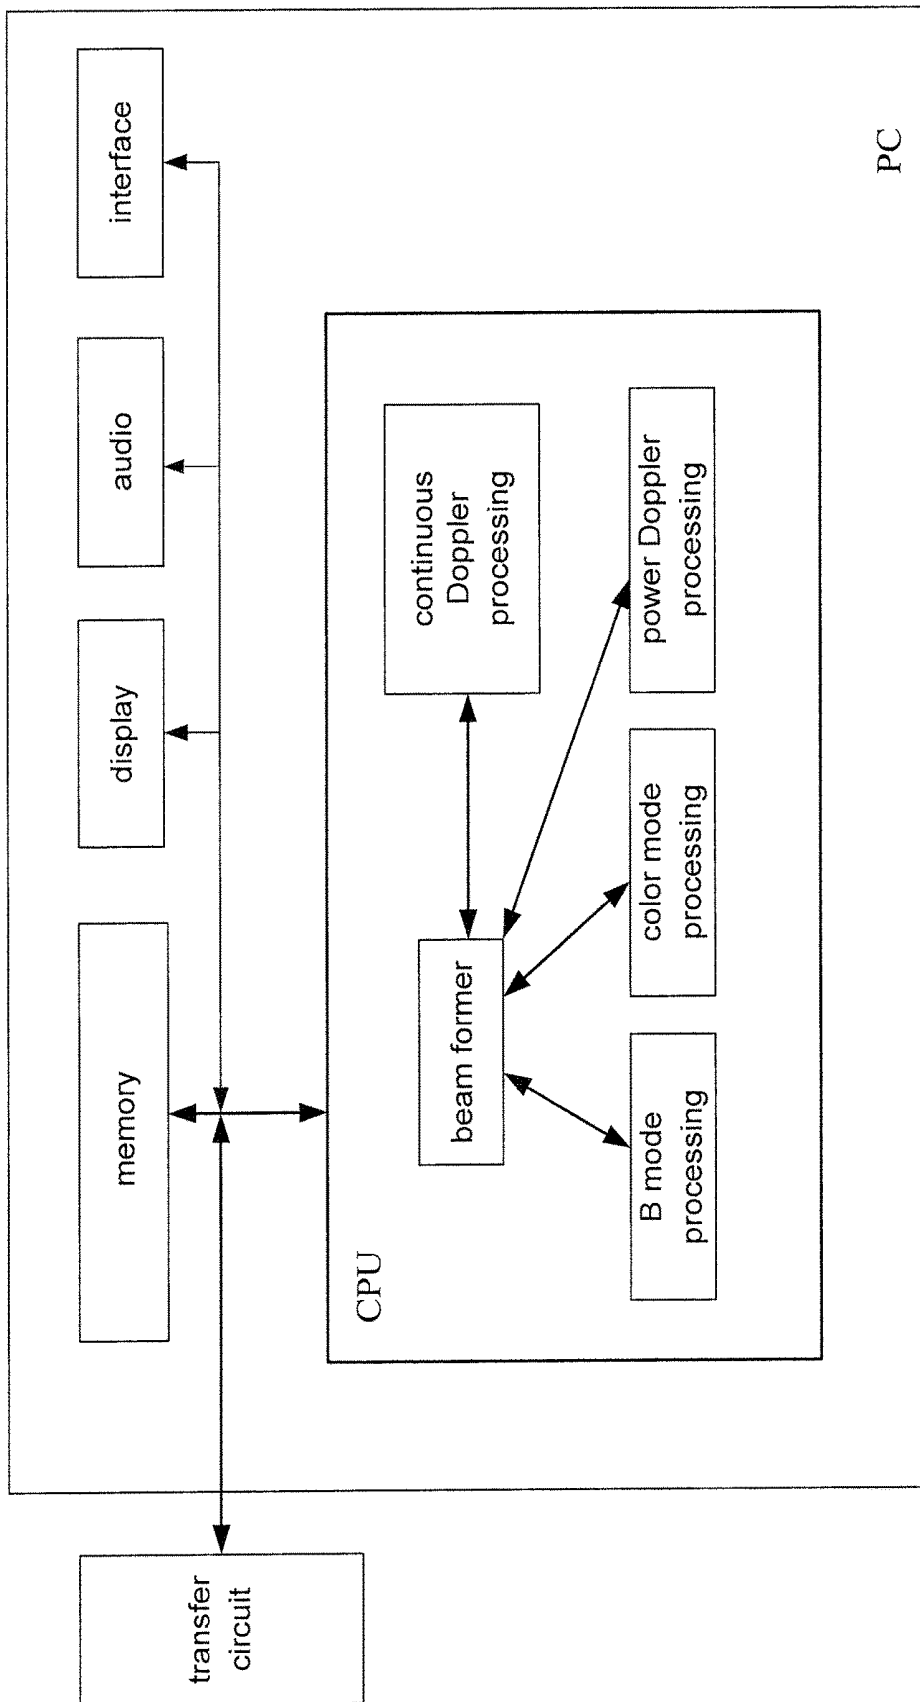 transfer
circuit
memory
display
audio
interface
CPU
beam former
continuous
Doppler
processing
B mode
processing
color mode
processing
power Doppler
processing
PC